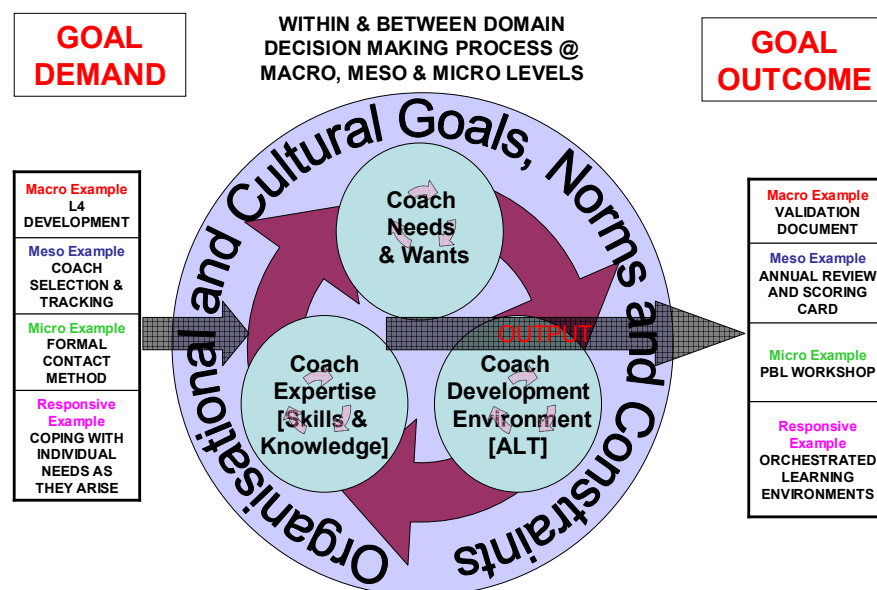 GOAL
DEMAND
WITHIN & BETWEEN DOMAIN
DECISION MAKING PROCESS @
MACRO, MESO & MICRO LEVELS
GOAL
OUTCOME
Organisational and Cultural Goals, Norms and Constraints
Macro Example
L4
DEVELOPMENT
Meso Example
COACH
SELECTION &
TRACKING
Micro Example
FORMAL
CONTACT
METHOD
Responsive
Example
COPING WITH
INDIVIDUAL
NEEDS AS
THEY ARISE
Coach
Needs
& Wants
OUTPUT
Coach
Expertise
[Skills &
Knowledge]
Coach
Development
Environment
[ALT]
Macro Example
VALIDATION
DOCUMENT
Meso Example
ANNUAL REVIEW
AND SCORING
CARD
Micro Example
PBL WORKSHOP
Responsive
Example
ORCHESTRATED
LEARNING
ENVIRONMENTS